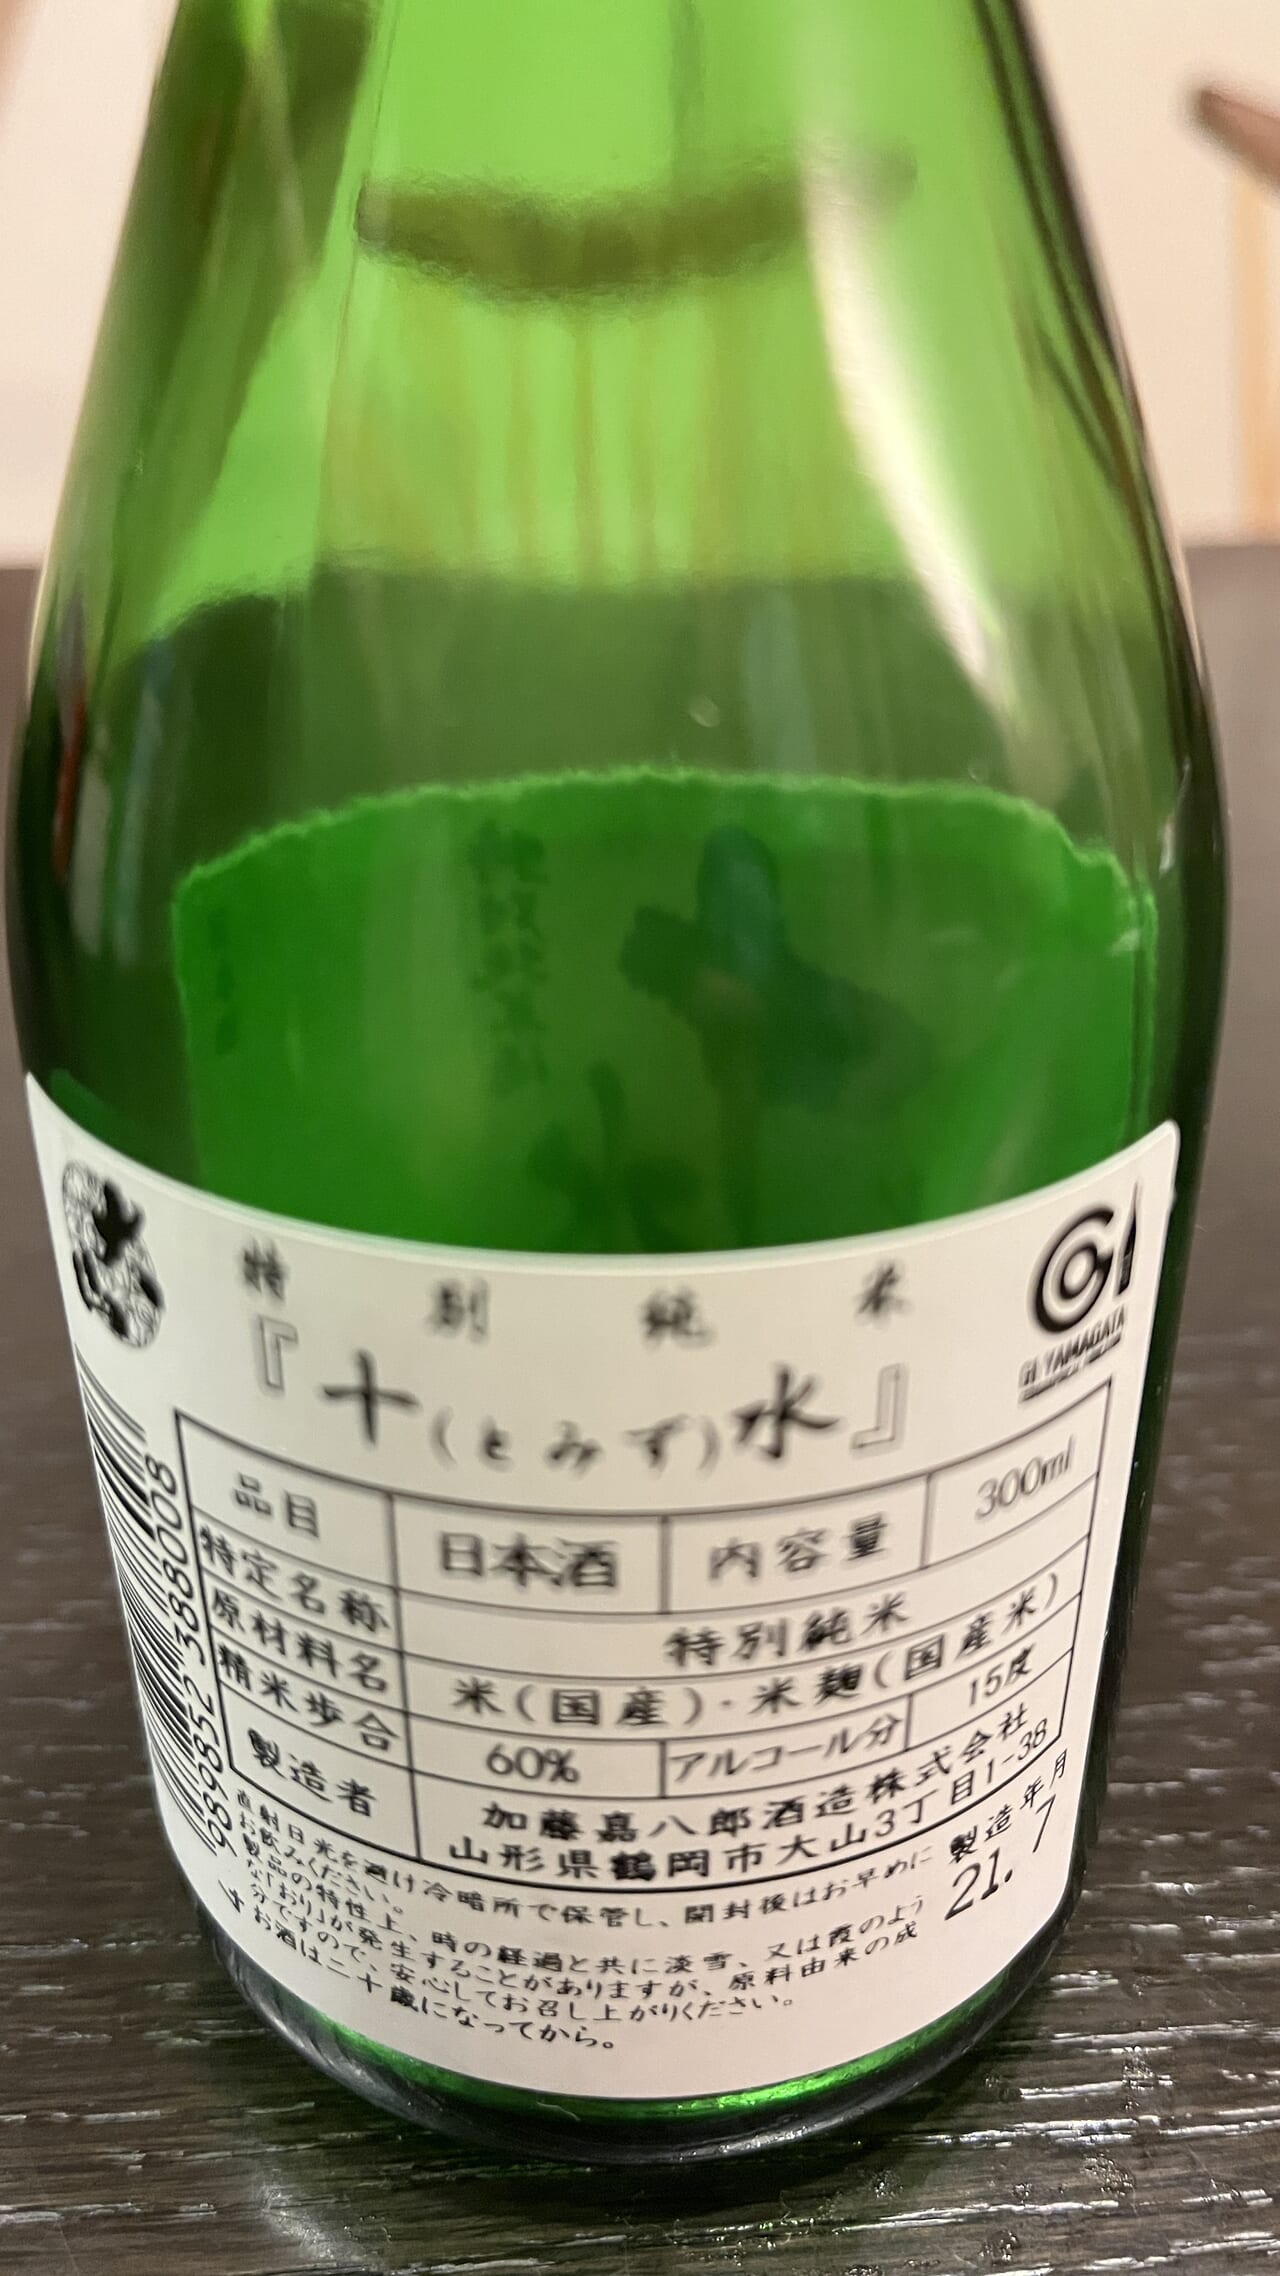 特別純米
『十(とみず)水』
GI YAMAGATA
品目 日本酒 内容量 300ml
特定名称 特別純米
原材料名 米(国産)・米麹(国産米)
精米歩合 60% アルコール分 15度
製造者 加藤嘉八郎酒造株式会社
山形県鶴岡市大山3丁目1-38
製造年月
21.7
直射日光を避け冷暗所で保管し、開封後はお早めに
お飲みください。
製品の特性上、時の経過と共に淡雪、又は霞のよう
な「おり」が発生することがありますが、原料由来の成
分ですので、安心してお召し上がりください。
お酒は二十歳になってから。